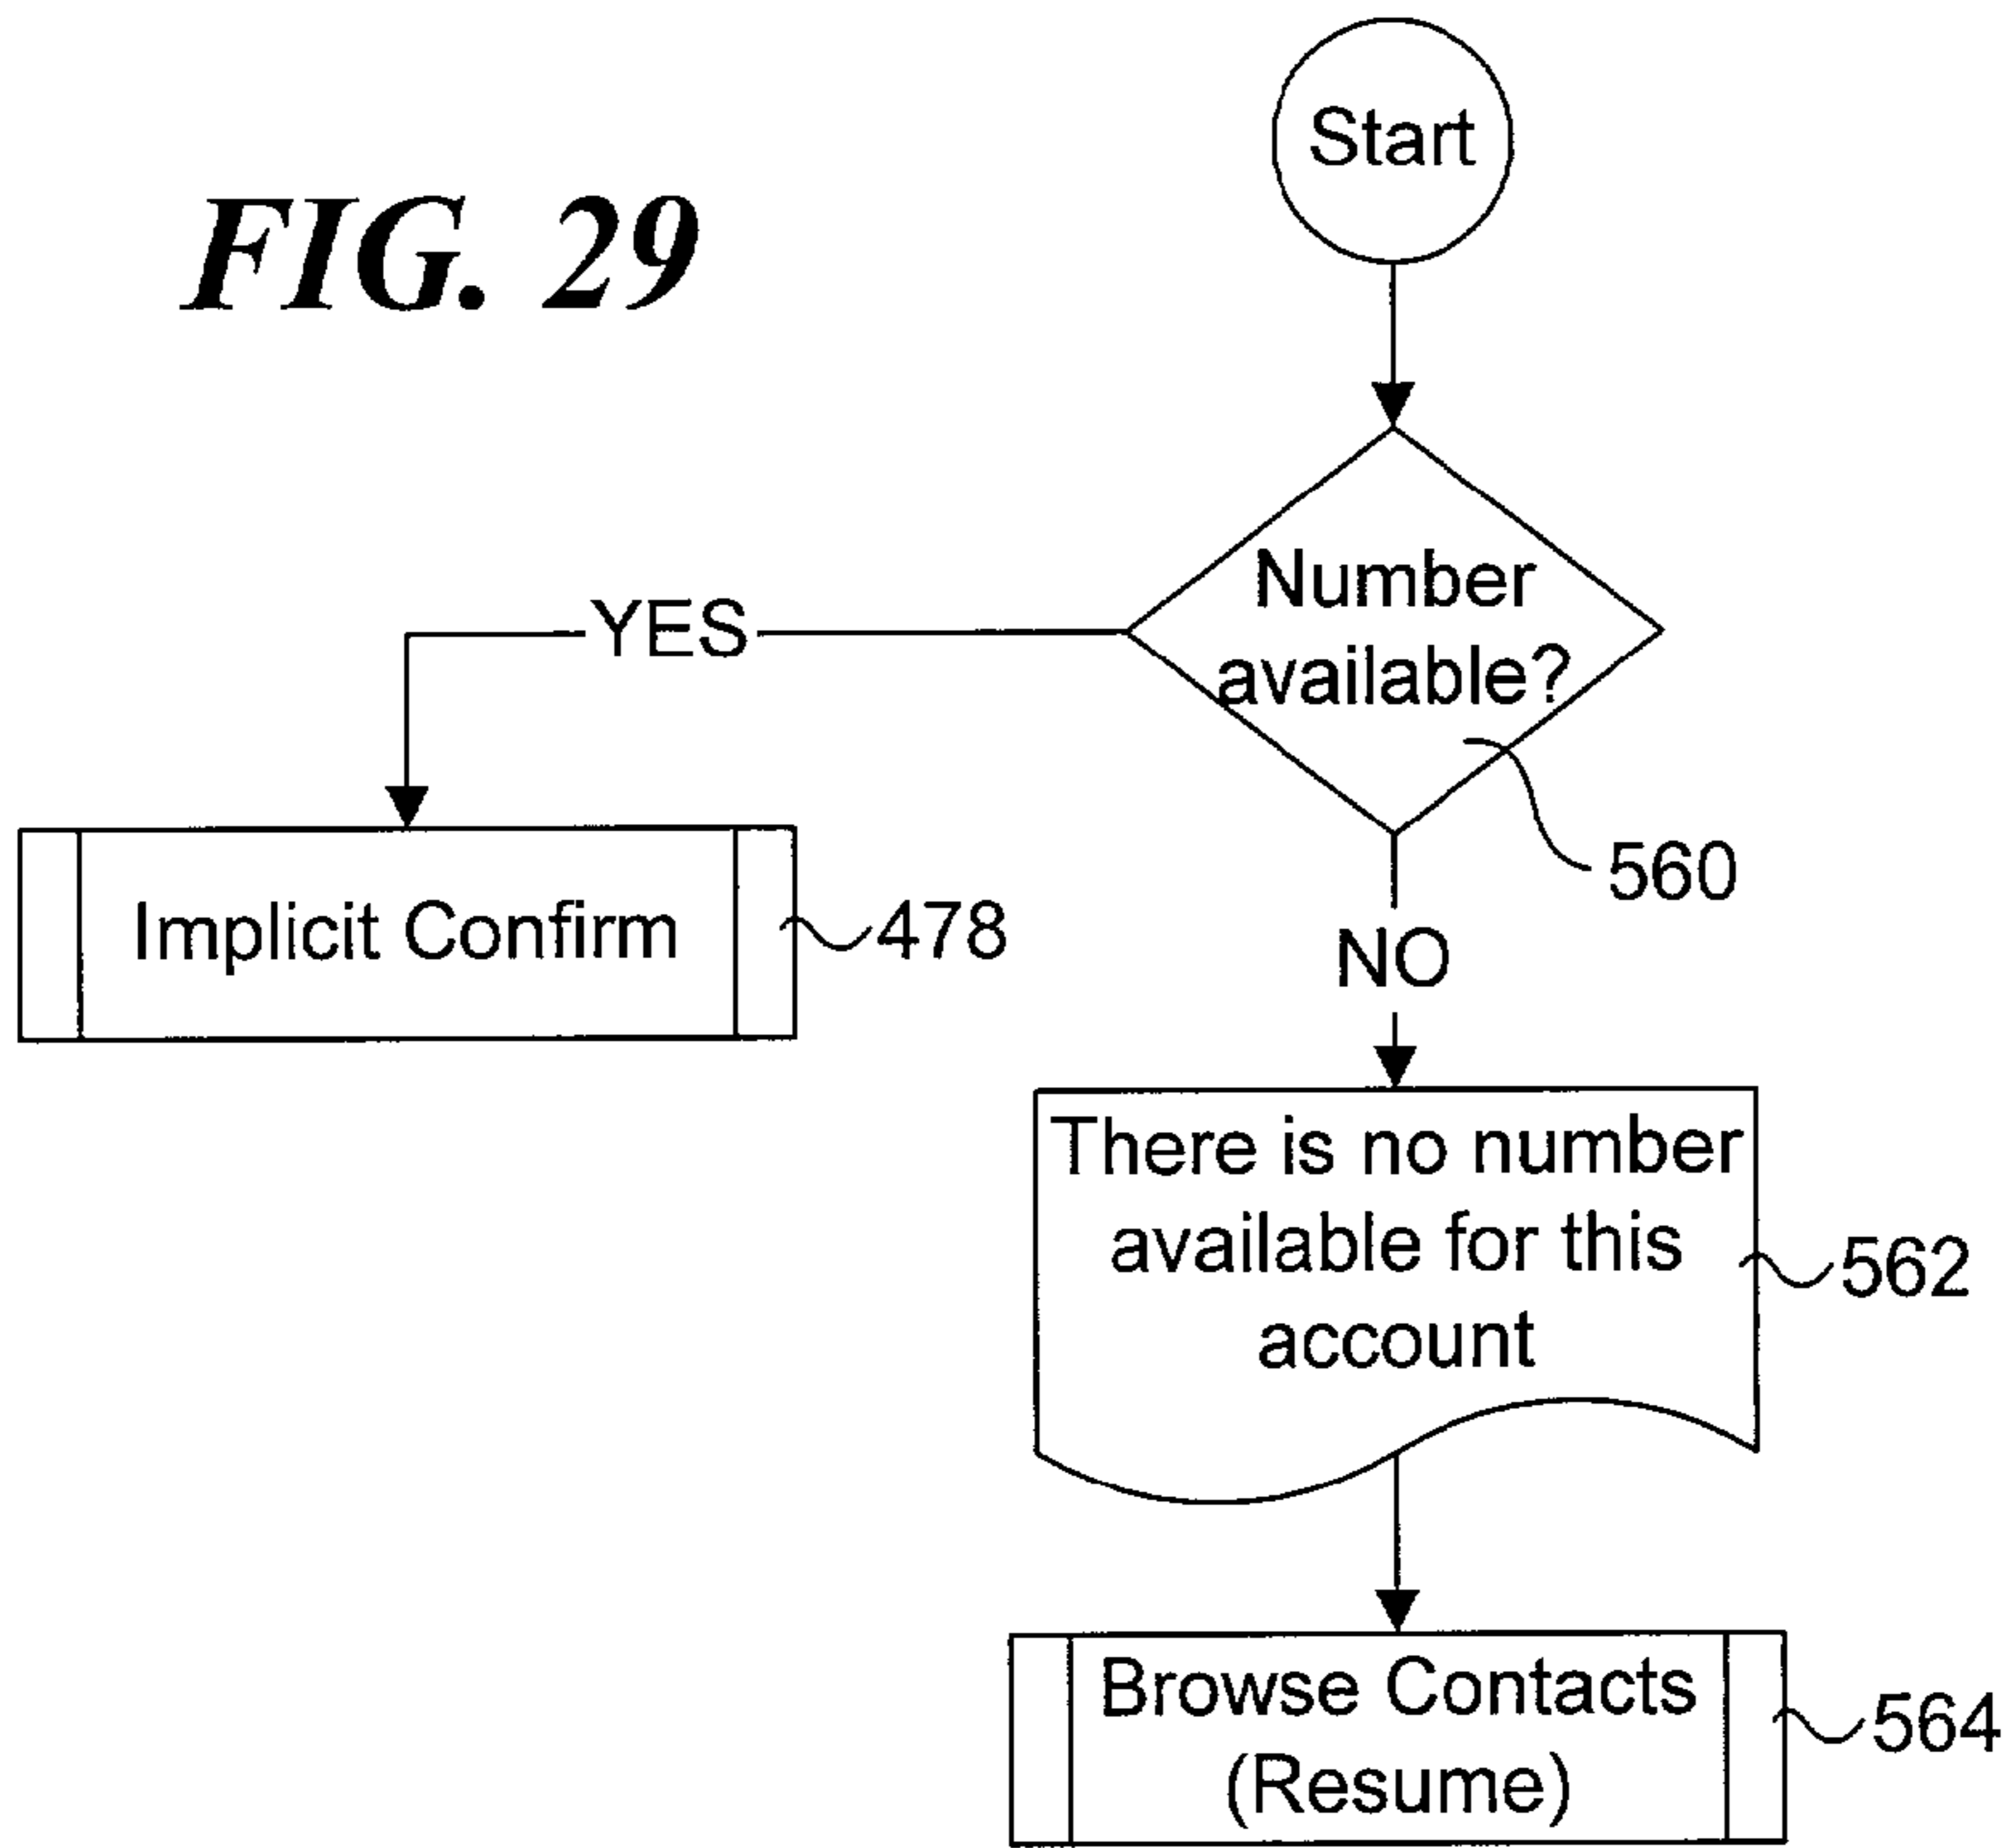 FIG. 29
Start
Number
available?
560
YES
Implicit Confirm
478
NO
There is no number
available for this
account
562
Browse Contacts
(Resume)
564